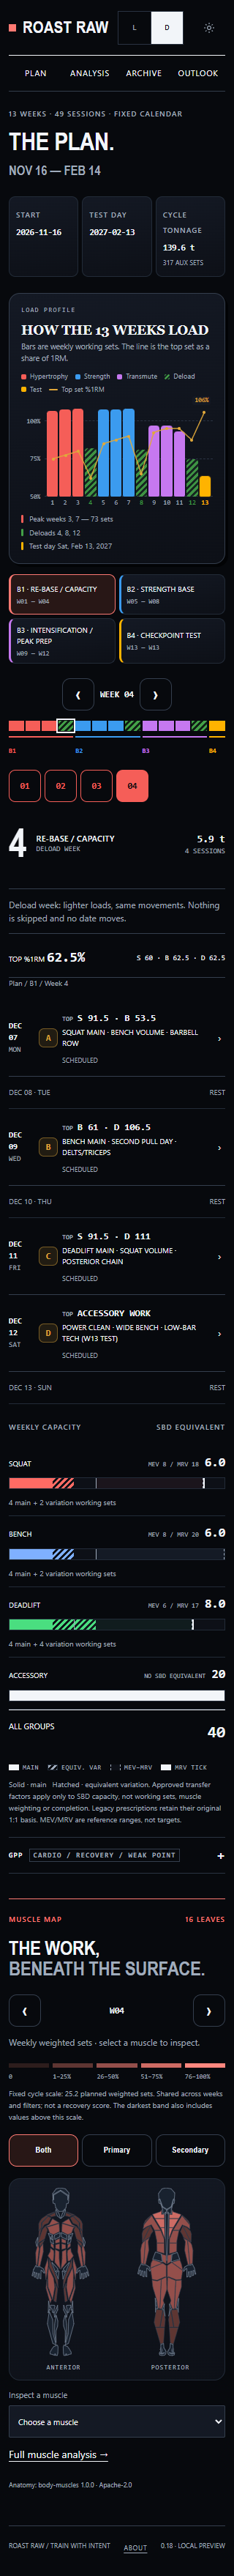 ROAST RAW
L D
PLAN ANALYSIS ARCHIVE OUTLOOK
13 WEEKS · 49 SESSIONS · FIXED CALENDAR
THE PLAN.
NOV 16 — FEB 14
START
2026-11-16
TEST DAY
2027-02-13
CYCLE TONNAGE
139.6 t
317 AUX SETS
LOAD PROFILE
HOW THE 13 WEEKS LOAD
Bars are weekly working sets. The line is the top set as a
share of 1RM.
Hypertrophy Strength Transmute Deload
Test Top set %1RM
106%
100%
75%
50%
1 2 3 4 5 6 7 8 9 10 11 12 13
Peak weeks 3, 7 — 73 sets
Deloads 4, 8, 12
Test day Sat, Feb 13, 2027
B1 · RE-BASE / CAPACITY
W01 — W04
B2 · STRENGTH BASE
W05 — W08
B3 · INTENSIFICATION /
PEAK PREP
W09 — W12
B4 · CHECKPOINT TEST
W13 — W13
‹ WEEK 04 ›
B1 B2 B3 B4
01 02 03 04
4
RE-BASE / CAPACITY
DELOAD WEEK
5.9 t
4 SESSIONS
Deload week: lighter loads, same movements. Nothing
is skipped and no date moves.
TOP %1RM 62.5%
S 60 · B 62.5 · D 62.5
Plan / B1 / Week 4
DEC
07
MON
A
TOP S 91.5 · B 53.5
SQUAT MAIN · BENCH VOLUME · BARBELL
ROW
SCHEDULED
›
DEC 08 · TUE REST
DEC
09
WED
B
TOP B 61 · D 106.5
BENCH MAIN · SECOND PULL DAY ·
DELTS/TRICEPS
SCHEDULED
›
DEC 10 · THU REST
DEC
11
FRI
C
TOP S 91.5 · D 111
DEADLIFT MAIN · SQUAT VOLUME ·
POSTERIOR CHAIN
SCHEDULED
›
DEC
12
SAT
D
TOP ACCESSORY WORK
POWER CLEAN · WIDE BENCH · LOW-BAR
TECH (W13 TEST)
SCHEDULED
›
DEC 13 · SUN REST
WEEKLY CAPACITY SBD EQUIVALENT
SQUAT MEV 8 / MRV 18 6.0
4 main + 2 variation working sets
BENCH MEV 8 / MRV 20 6.0
4 main + 2 variation working sets
DEADLIFT MEV 6 / MRV 17 8.0
4 main + 4 variation working sets
ACCESSORY NO SBD EQUIVALENT 20
ALL GROUPS 40
MAIN EQUIV. VAR MEV—MRV MRV TICK
Solid · main Hatched · equivalent variation. Approved transfer
factors apply only to SBD capacity, not working sets, muscle
weighting or completion. Legacy prescriptions retain their original
1:1 basis. MEV/MRV are reference ranges, not targets.
GPP CARDIO / RECOVERY / WEAK POINT +
MUSCLE MAP 16 LEAVES
THE WORK,
BENEATH THE SURFACE.
‹ W04 ›
Weekly weighted sets · select a muscle to inspect.
0 1–25% 26–50% 51–75% 76–100%
Fixed cycle scale: 25.2 planned weighted sets. Shared across weeks
and filters; not a recovery score. The darkest band also includes
values above this scale.
Both Primary Secondary
ANTERIOR POSTERIOR
Inspect a muscle
Choose a muscle
Full muscle analysis →
Anatomy: body-muscles 1.0.0 · Apache-2.0
ROAST RAW / TRAIN WITH INTENT ABOUT 0.18 · LOCAL PREVIEW